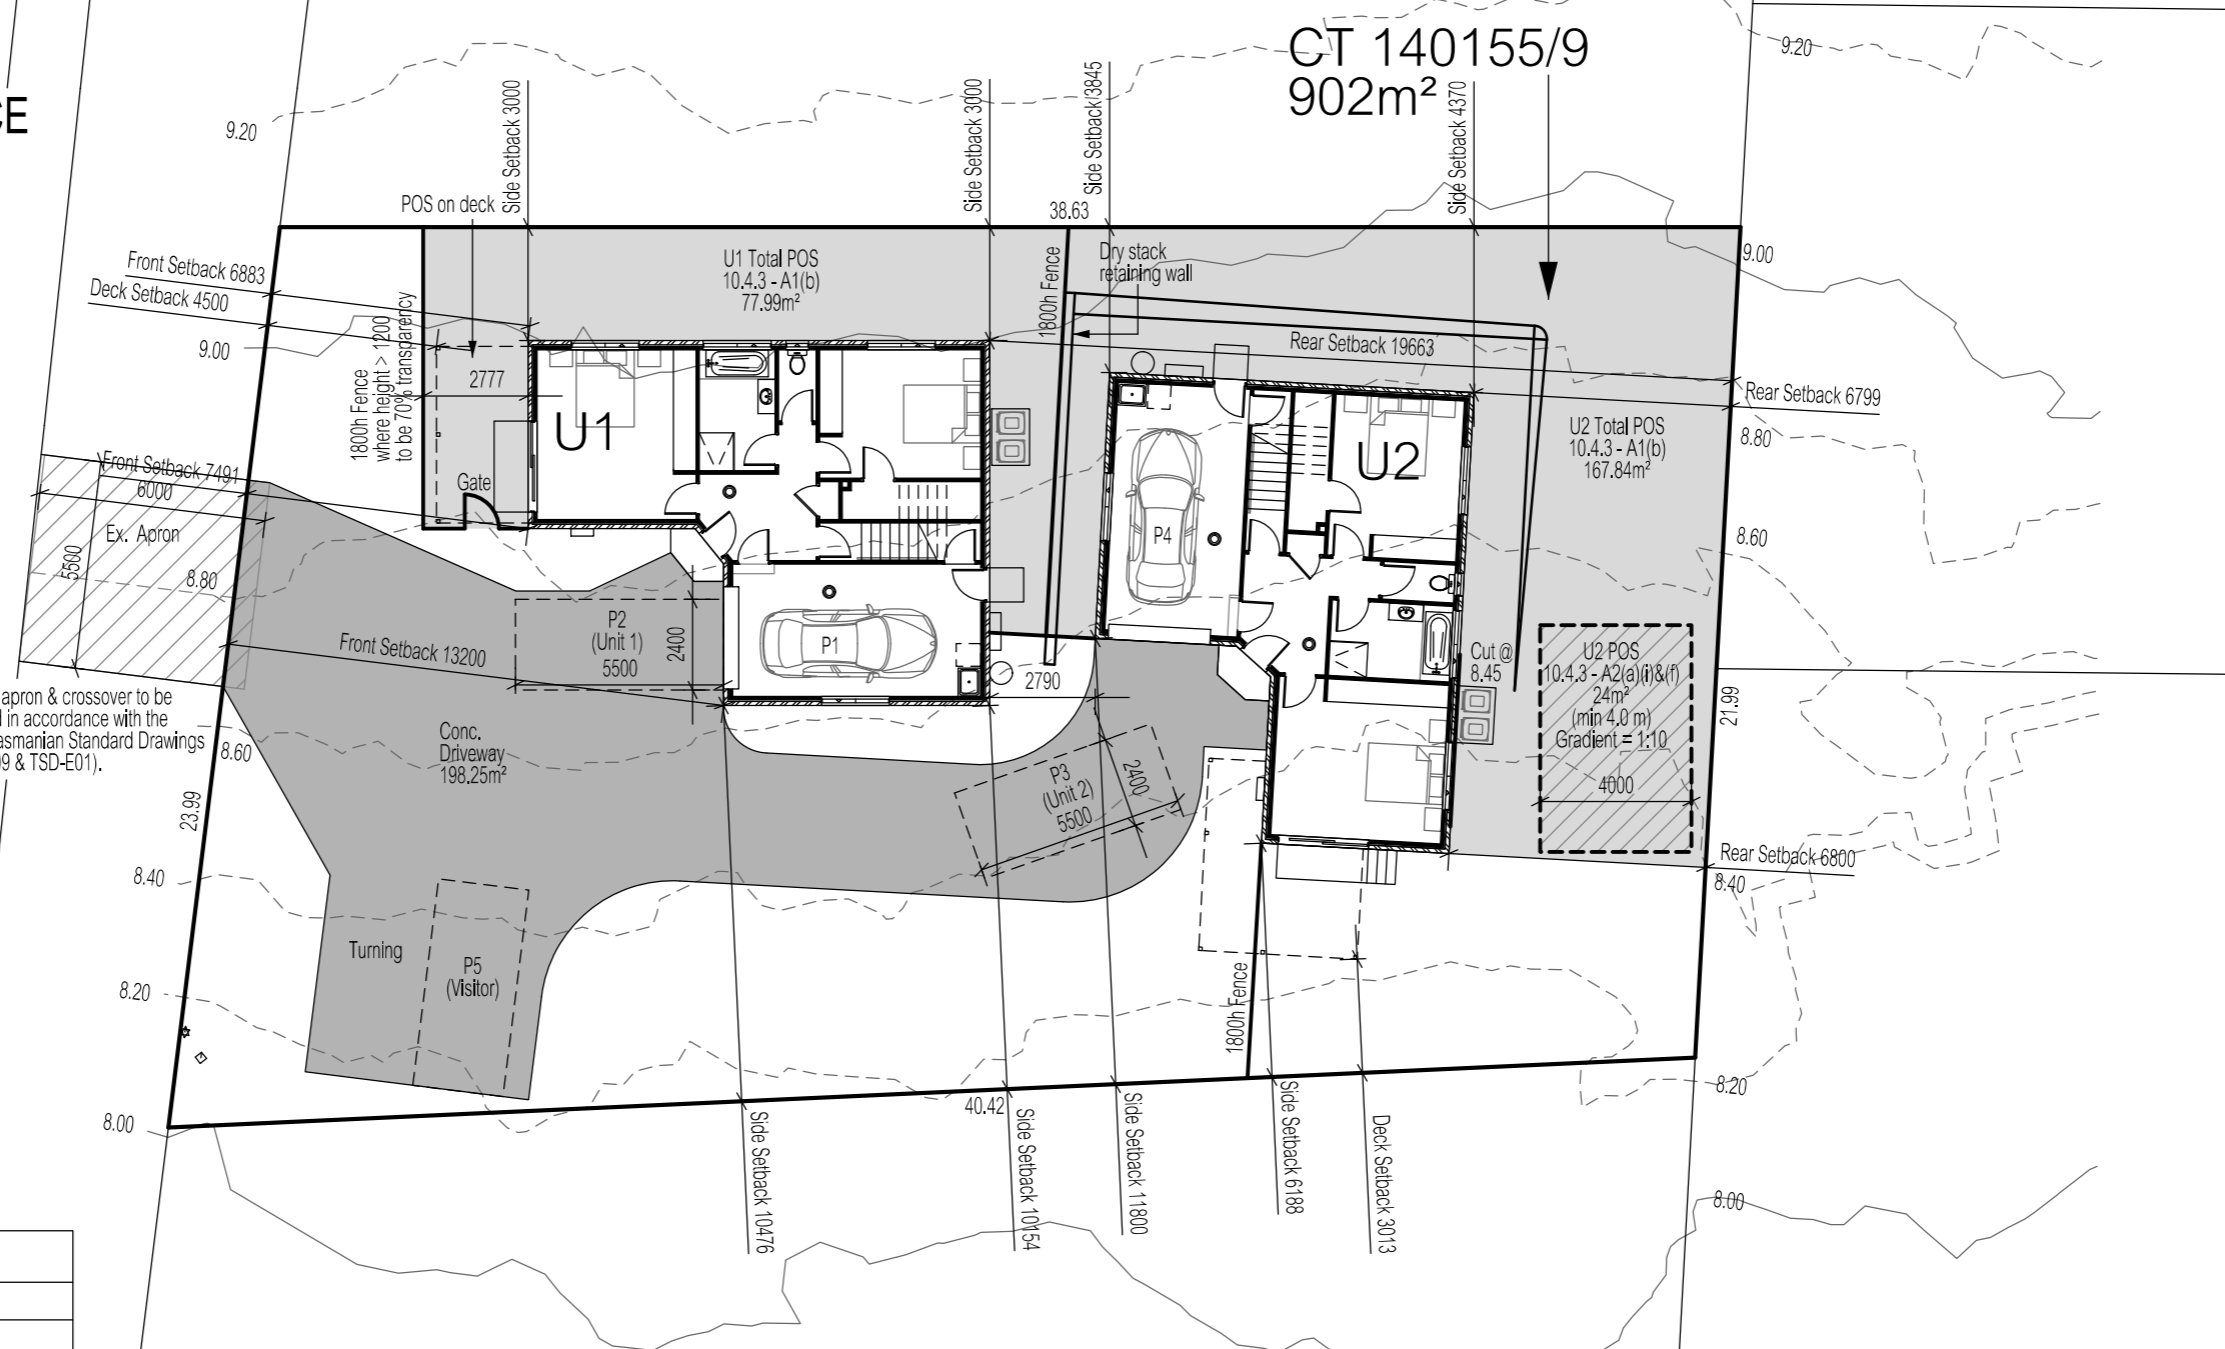 CE
CT 140155/9
902m²
9.20
9.20
Side Setback 3000
Side Setback 3000
Side Setback 3845
Side Setback 4370
POS on deck
38.63
Front Setback 6883
Deck Setback 4500
9.00
9.00
1800h Fence
where height > 1200
to be 70% transparency
U1 Total POS
10.4.3 - A1(b)
77.99m²
1800h Fence
Dry stack
retaining wall
Rear Setback 19663
Rear Setback 6799
2777
U1
U2
U2 Total POS
10.4.3 - A1(b)
167.84m²
8.80
Front Setback 7491
6000
Gate
Ex. Apron
5500
8.80
P4
8.60
P2
(Unit 1)
5500
2400
P1
Front Setback 13200
2790
Cut @
8.45
U2 POS
10.4.3 - A2(a)(i)&(f)
24m²
(min 4.0 m)
Gradient = 1:10
4000
21.99
apron & crossover to be
in accordance with the
asmanian Standard Drawings
9 & TSD-E01).
8.60
Conc.
Driveway
198.25m²
P3
(Unit 2)
5500
2400
23.99
Rear Setback 6800
8.40
8.40
Turning
P5
(Visitor)
8.20
1800h Fence
8.20
8.00
40.42
Side Setback 10476
Side Setback 10154
Side Setback 11800
Side Setback 6188
Deck Setback 3013
8.00